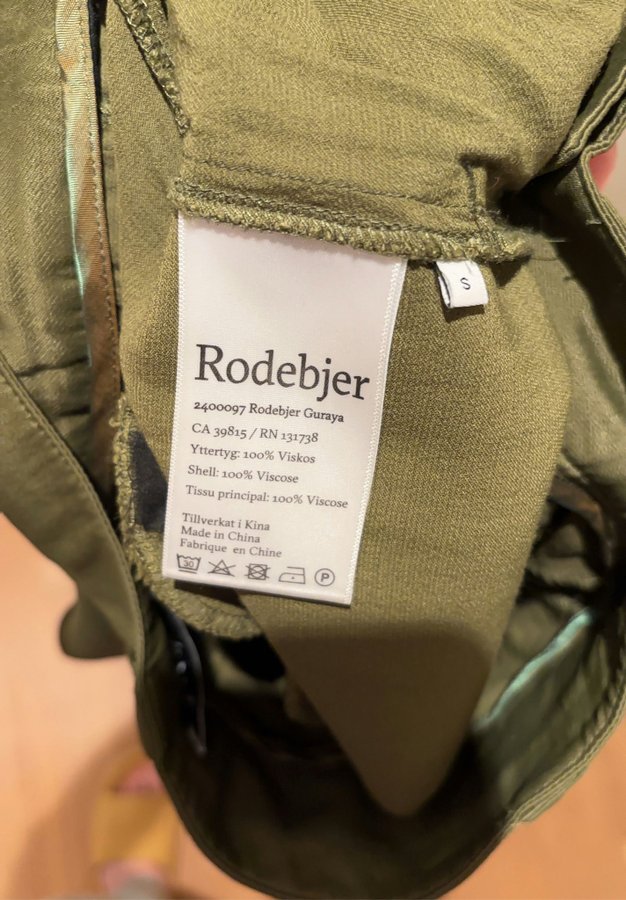 Rodebjer
2400097 Rodebjer Guraya
CA 39815 / RN 131738
Yttertyg: 100% Viskos
Shell: 100% Viscose
Tissu principal: 100% Viscose
Tillverkat i Kina
Made in China
Fabrique en Chine
30 P
S